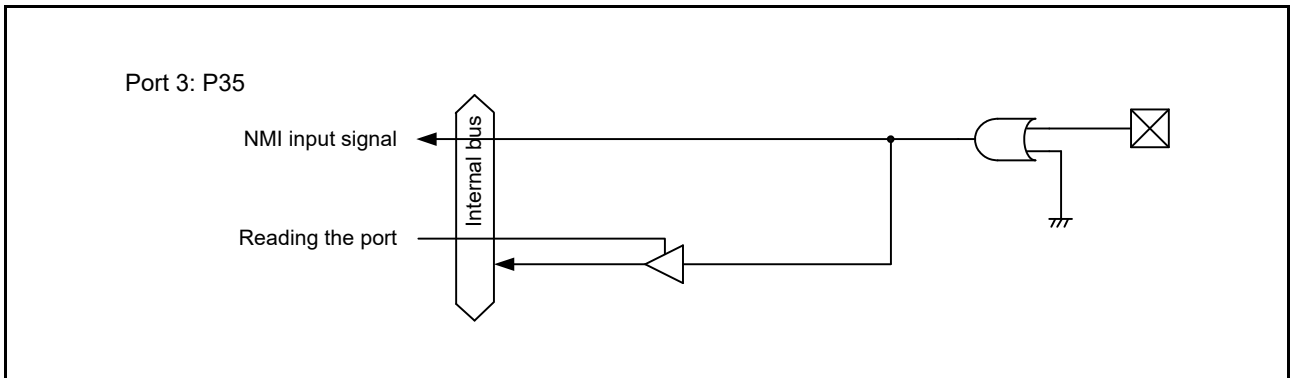 Port 3: P35
NMI input signal
Internal bus
Reading the port